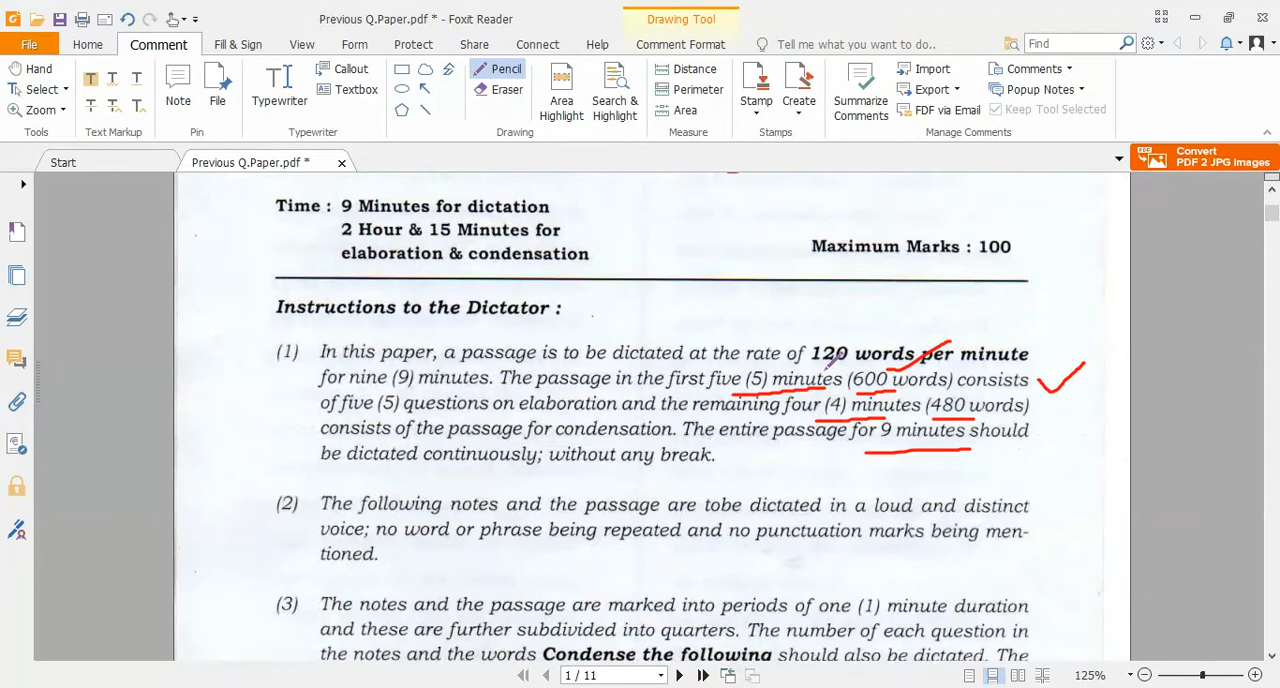 Previous Q.Paper.pdf * - Foxit Reader
Drawing Tool
File Home Comment Fill & Sign View Form Protect Share Connect Help Comment Format Tell me what you want to do.. Find
Hand
Select
Zoom
Tools
Text Markup
Note
File
Pin
Typewriter
Callout
Textbox
Typewriter
Pencil
Eraser
Drawing
Area Highlight
Search & Highlight
Distance
Perimeter
Area
Measure
Stamp
Create
Stamps
Summarize Comments
Import
Export
FDF via Email
Comments
Popup Notes
Keep Tool Selected
Manage Comments
Start
Previous Q.Paper.pdf *
Convert
PDF 2 JPG Images
Time : 9 Minutes for dictation
2 Hour & 15 Minutes for
elaboration & condensation
Maximum Marks : 100
Instructions to the Dictator :
(1) In this paper, a passage is to be dictated at the rate of 120 words per minute
for nine (9) minutes. The passage in the first five (5) minutes (600 words) consists
of five (5) questions on elaboration and the remaining four (4) minutes (480 words)
consists of the passage for condensation. The entire passage for 9 minutes should
be dictated continuously; without any break.
(2) The following notes and the passage are tobe dictated in a loud and distinct
voice; no word or phrase being repeated and no punctuation marks being men-
tioned.
(3) The notes and the passage are marked into periods of one (1) minute duration
and these are further subdivided into quarters. The number of each question in
the notes and the words Condense the following should also be dictated. The
1 / 11
125%